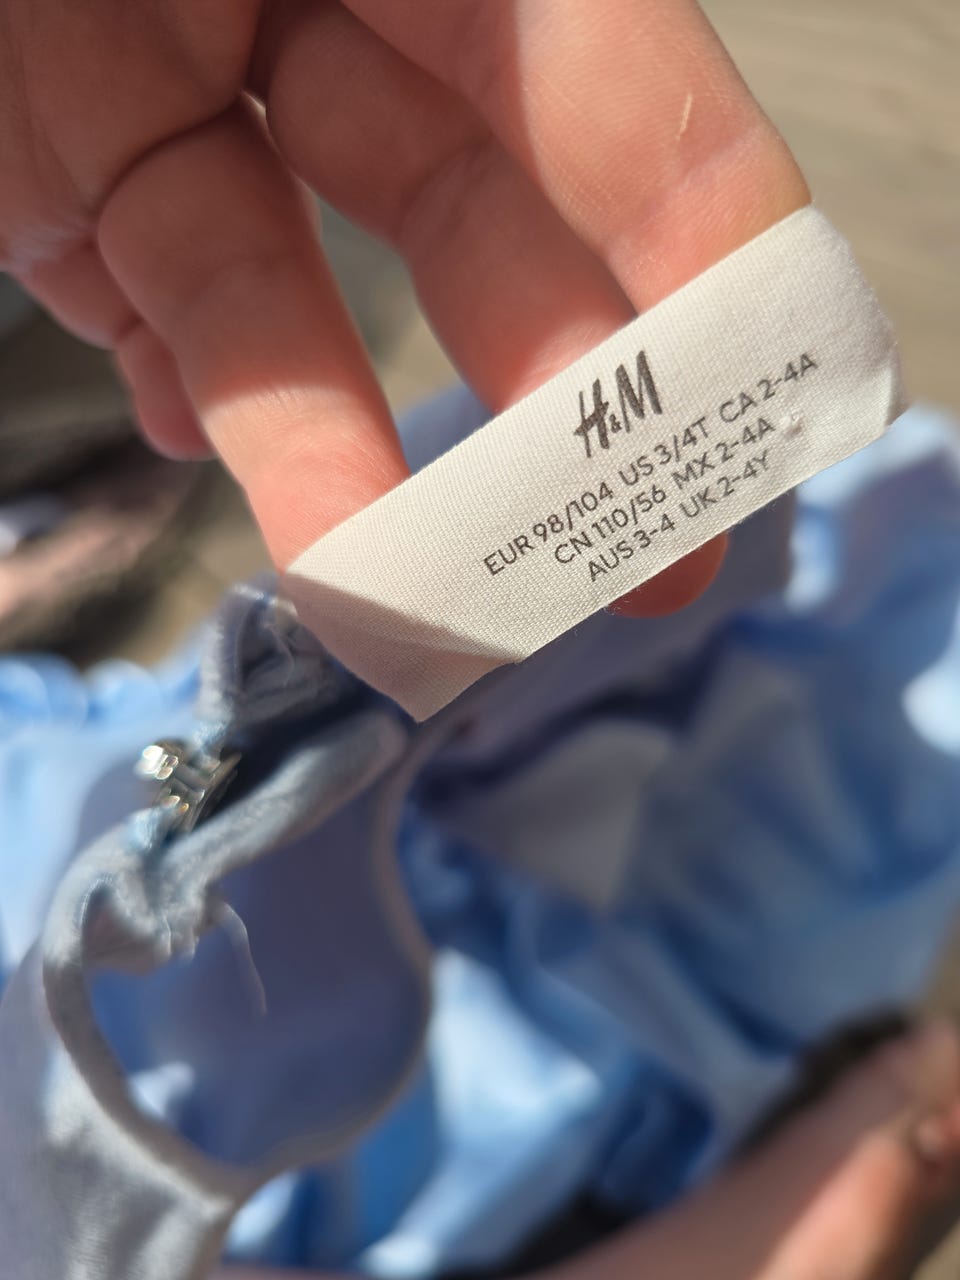 H&M
EUR 98/104 US 3/4T CA 2-4A
CN 110/56 MX 2-4A
AUS 3-4 UK 2-4Y